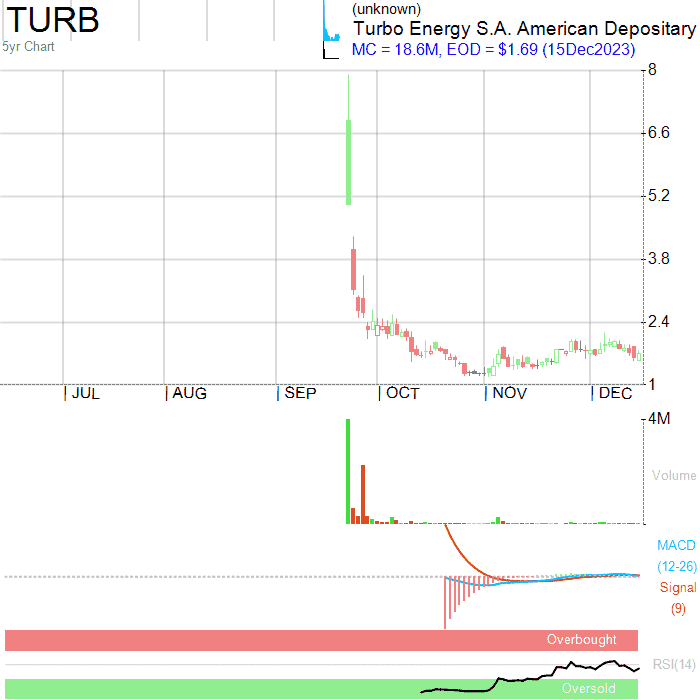 TURB
5yr Chart
(unknown)
Turbo Energy S.A. American Depositary
MC = 18.6M, EOD = $1.69 (15Dec2023)
8
6.6
5.2
3.8
2.4
1
JUL AUG SEP OCT NOV DEC
4M
Volume
MACD
(12-26)
Signal
(9)
Overbought
RSI(14)
Oversold